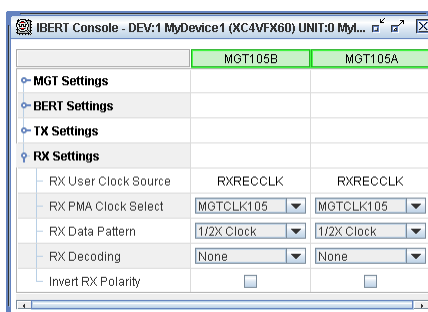 IBERT Console - DEV:1 MyDevice1 (XC4VFX60) UNIT:0 MyI...
MGT105B MGT105A
MGT Settings
BERT Settings
TX Settings
RX Settings
RX User Clock Source RXRECCLK RXRECCLK
RX PMA Clock Select MGTCLK105 MGTCLK105
RX Data Pattern 1/2X Clock 1/2X Clock
RX Decoding None None
Invert RX Polarity